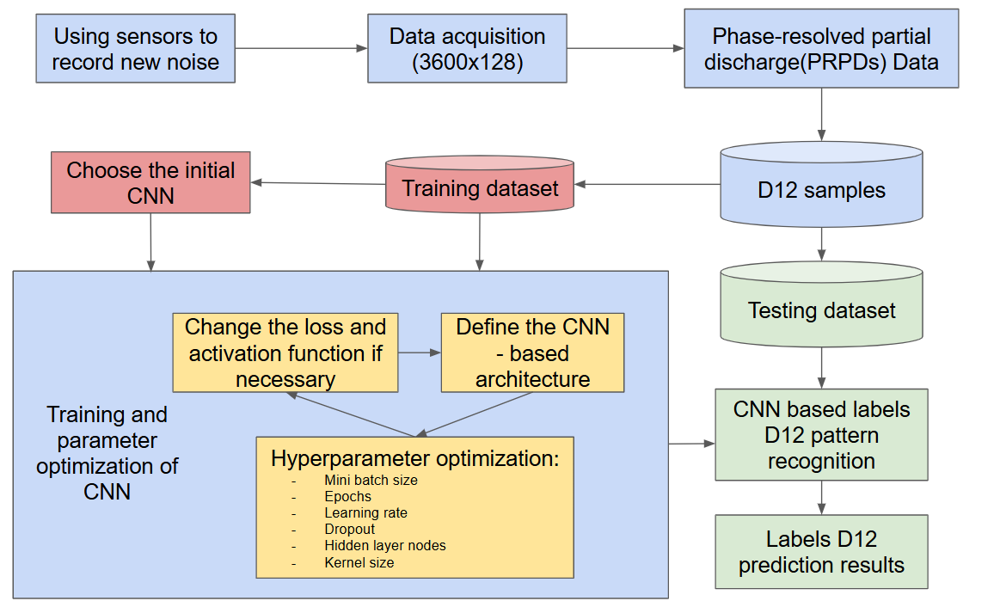 Using sensors to
record new noise
Data acquisition
(3600x128)
Phase-resolved partial
discharge(PRPDs) Data
Choose the initial
CNN
Training dataset
D12 samples
Testing dataset
Change the loss and
activation function if
necessary
Define the CNN
- based
architecture
Training and
parameter
optimization of
CNN
Hyperparameter optimization:
- Mini batch size
- Epochs
- Learning rate
- Dropout
- Hidden layer nodes
- Kernel size
CNN based labels
D12 pattern
recognition
Labels D12
prediction results